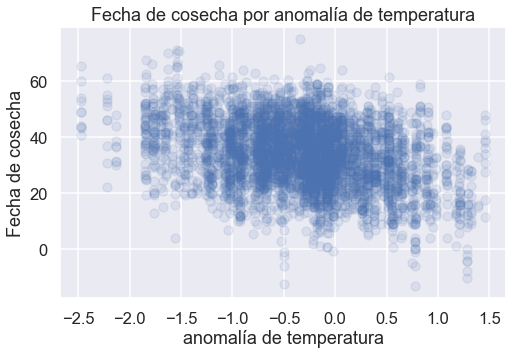 Fecha de cosecha por anomalía de temperatura
Fecha de cosecha
60
40
20
0
−2.5 −2.0 −1.5 −1.0 −0.5 0.0 0.5 1.0 1.5
anomalía de temperatura